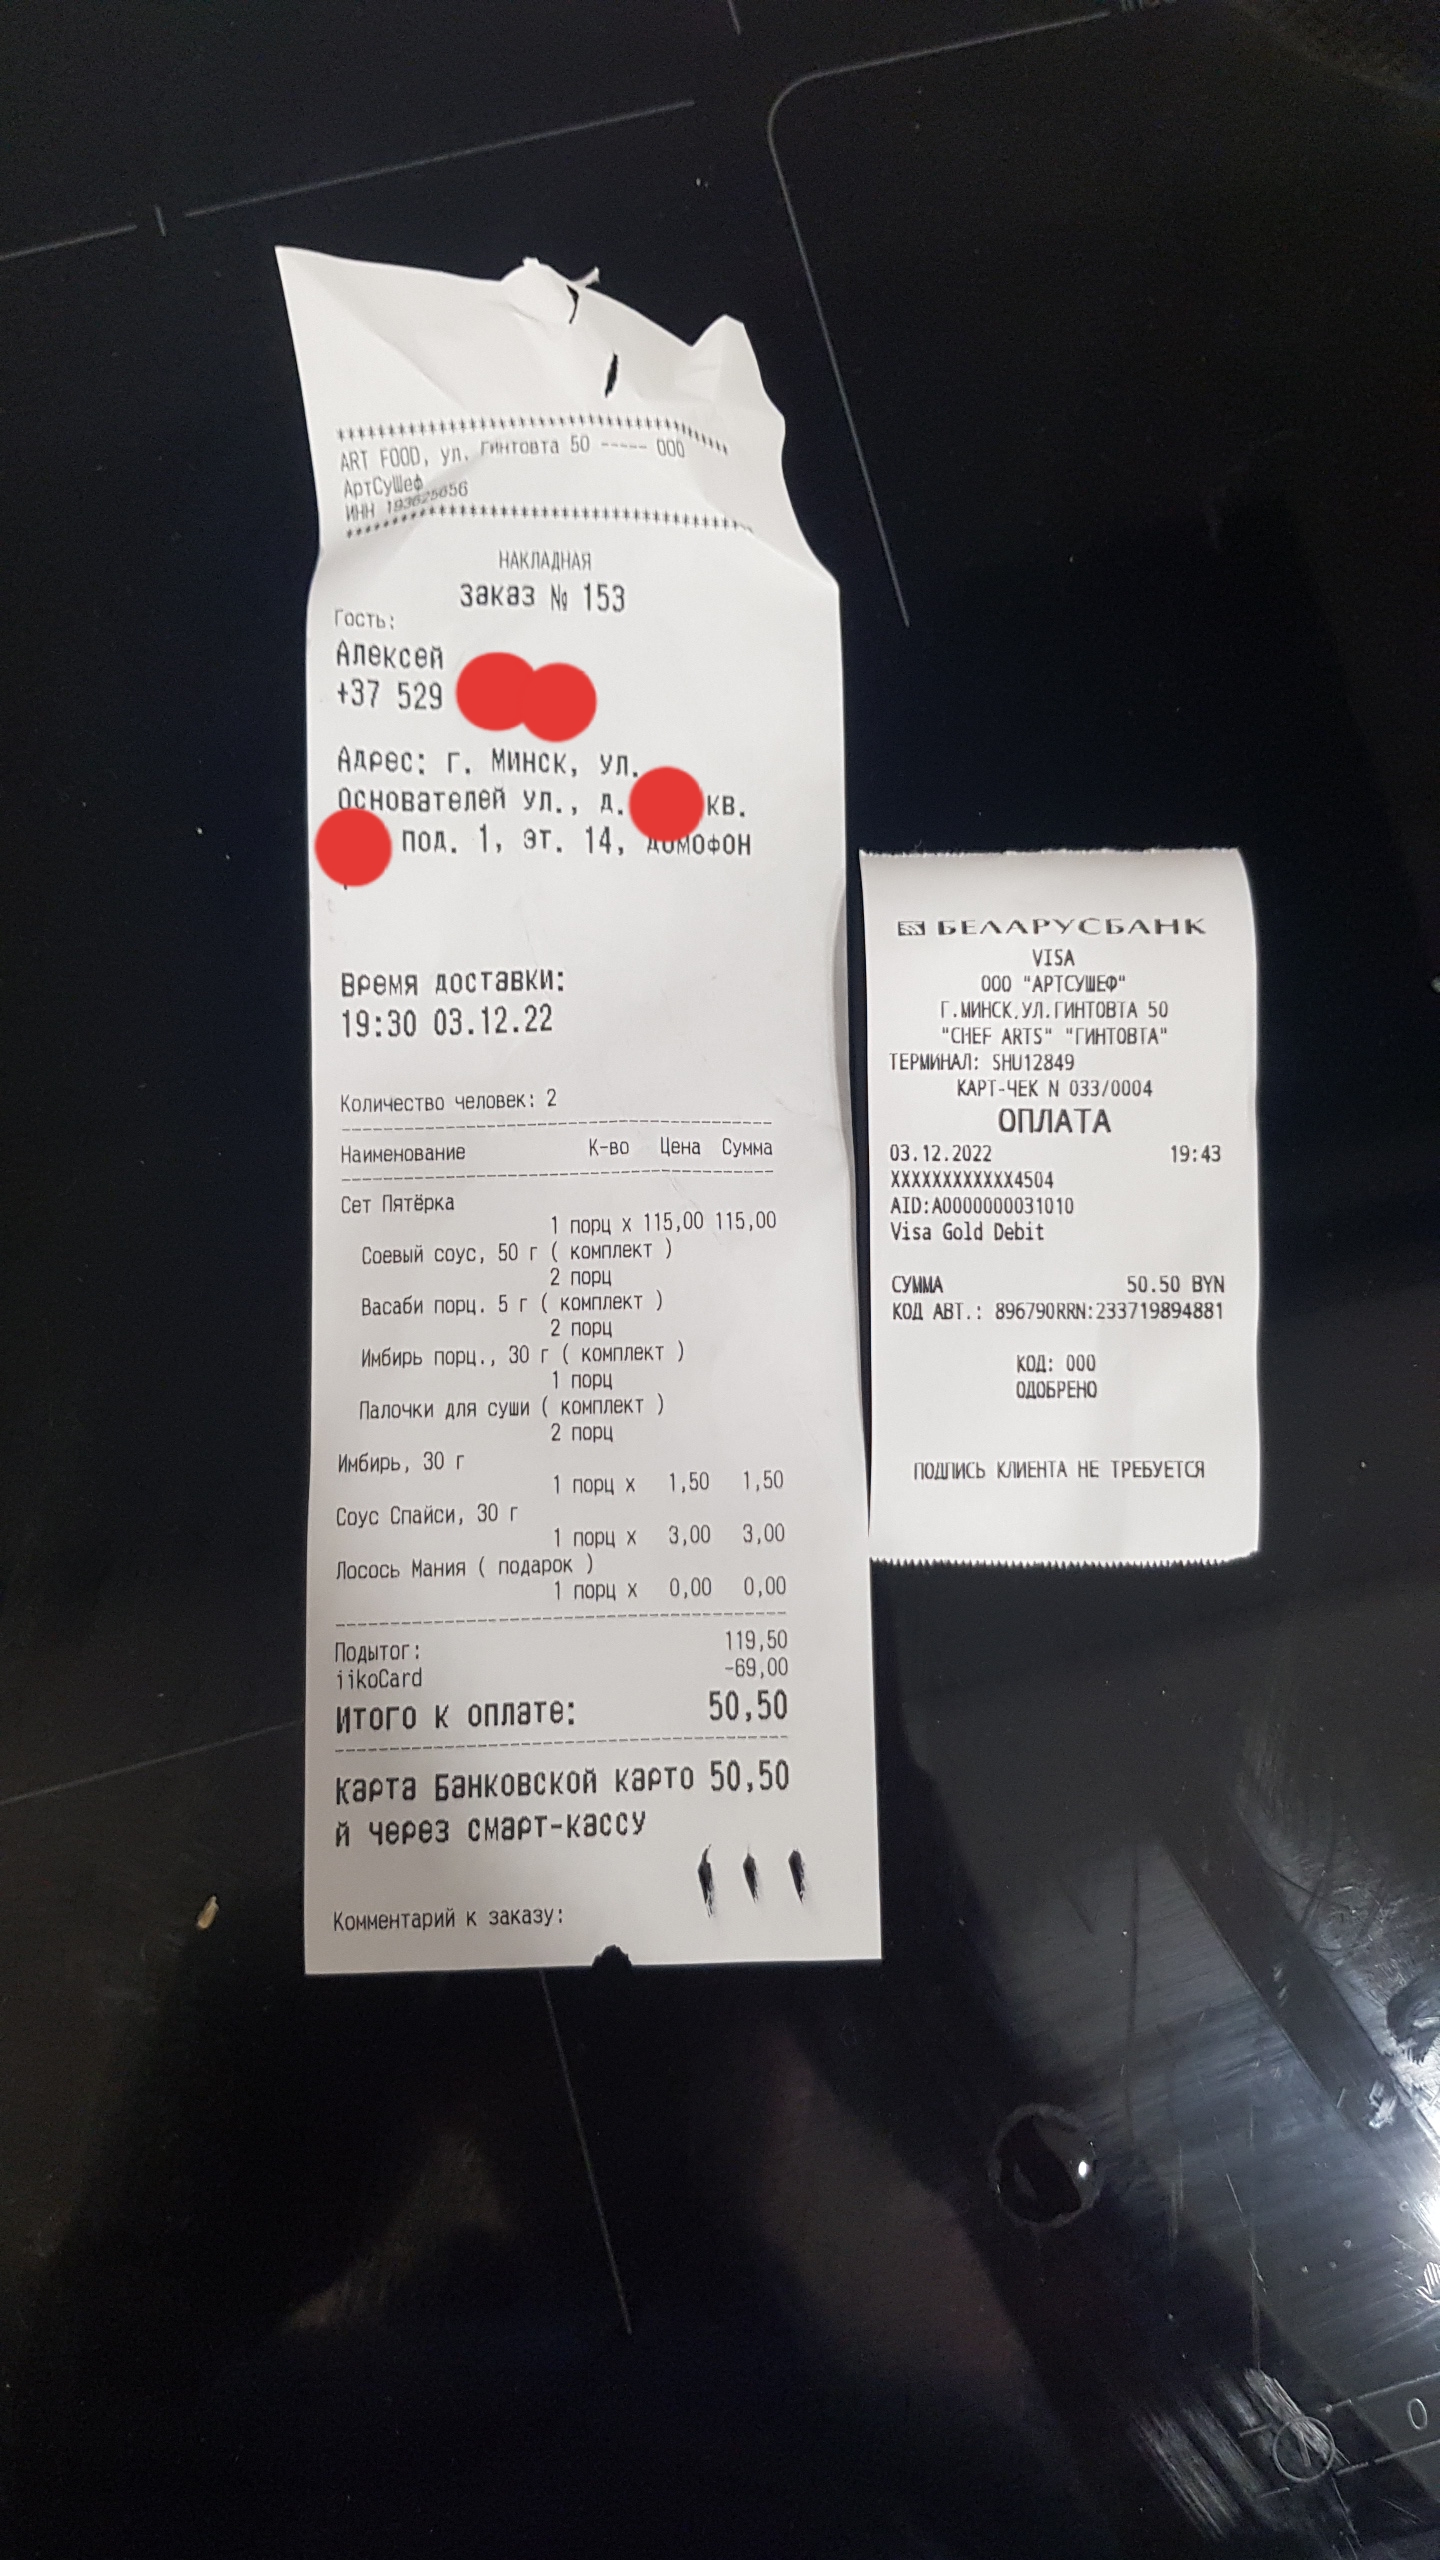 ********************************
ART FOOD, ул. Гинтовта 50 ----- ООО
АртСуШеф
ИНН 193625656
********************************
НАКЛАДНАЯ
Заказ № 153
Гость:
Алексей
+37 529
Адрес: г. Минск, ул.
Основателей ул., д. кв.
под. 1, эт. 14, домофон
Время доставки:
19:30 03.12.22
Количество человек: 2
Наименование К-во Цена Сумма
Сет Пятёрка
1 порц x 115,00 115,00
Соевый соус, 50 г ( комплект )
2 порц
Васаби порц. 5 г ( комплект )
2 порц
Имбирь порц., 30 г ( комплект )
1 порц
Палочки для суши ( комплект )
2 порц
Имбирь, 30 г
1 порц x 1,50 1,50
Соус Спайси, 30 г
1 порц x 3,00 3,00
Лосось Мания ( подарок )
1 порц x 0,00 0,00
Подытог: 119,50
iikoCard -69,00
Итого к оплате: 50,50
Карта Банковской карто 50,50
й через смарт-кассу
Комментарий к заказу:
БЕЛАРУСБАНК
VISA
ООО "АРТСУШЕФ"
Г.МИНСК,УЛ.ГИНТОВТА 50
"CHEF ARTS" "ГИНТОВТА"
ТЕРМИНАЛ: SHU12849
КАРТ-ЧЕК N 033/0004
ОПЛАТА
03.12.2022 19:43
XXXXXXXXXXXX4504
AID:A0000000031010
Visa Gold Debit
СУММА 50.50 BYN
КОД АВТ.: 896790RRN:233719894881
КОД: 000
ОДОБРЕНО
ПОДПИСЬ КЛИЕНТА НЕ ТРЕБУЕТСЯ
0